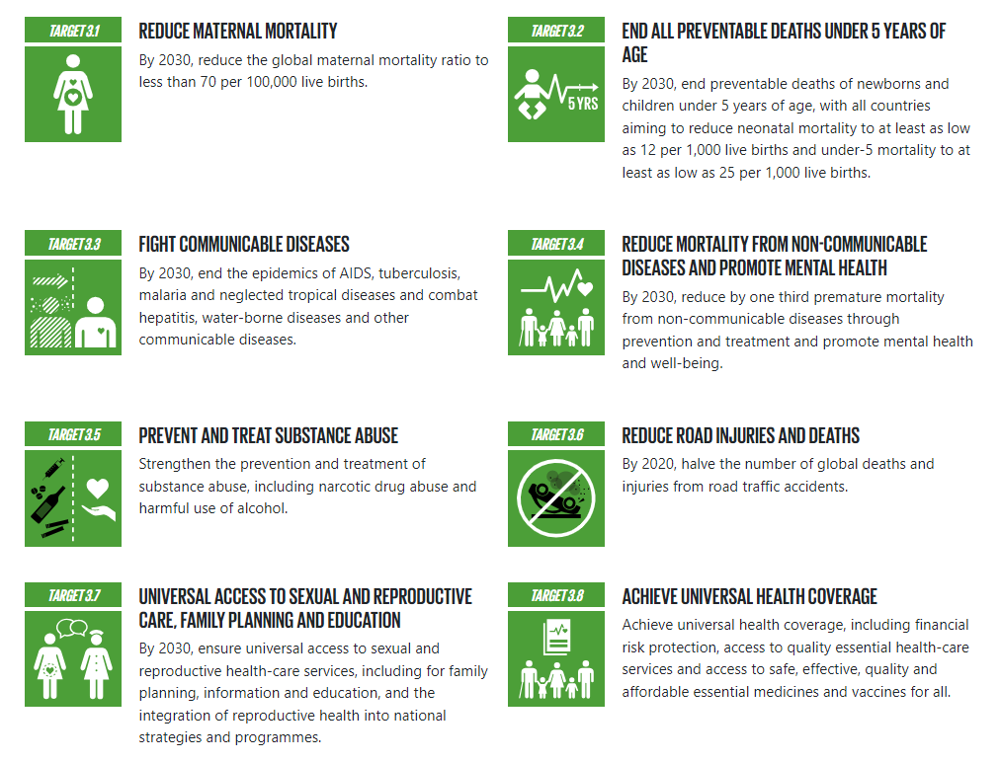 TARGET 3.1
REDUCE MATERNAL MORTALITY
By 2030, reduce the global maternal mortality ratio to
less than 70 per 100,000 live births.
TARGET 3.2
5 YRS
END ALL PREVENTABLE DEATHS UNDER 5 YEARS OF
AGE
By 2030, end preventable deaths of newborns and
children under 5 years of age, with all countries
aiming to reduce neonatal mortality to at least as low
as 12 per 1,000 live births and under-5 mortality to at
least as low as 25 per 1,000 live births.
TARGET 3.3
FIGHT COMMUNICABLE DISEASES
By 2030, end the epidemics of AIDS, tuberculosis,
malaria and neglected tropical diseases and combat
hepatitis, water-borne diseases and other
communicable diseases.
TARGET 3.4
REDUCE MORTALITY FROM NON-COMMUNICABLE
DISEASES AND PROMOTE MENTAL HEALTH
By 2030, reduce by one third premature mortality
from non-communicable diseases through
prevention and treatment and promote mental health
and well-being.
TARGET 3.5
PREVENT AND TREAT SUBSTANCE ABUSE
Strengthen the prevention and treatment of
substance abuse, including narcotic drug abuse and
harmful use of alcohol.
TARGET 3.6
REDUCE ROAD INJURIES AND DEATHS
By 2020, halve the number of global deaths and
injuries from road traffic accidents.
TARGET 3.7
UNIVERSAL ACCESS TO SEXUAL AND REPRODUCTIVE
CARE, FAMILY PLANNING AND EDUCATION
By 2030, ensure universal access to sexual and
reproductive health-care services, including for family
planning, information and education, and the
integration of reproductive health into national
strategies and programmes.
TARGET 3.8
ACHIEVE UNIVERSAL HEALTH COVERAGE
Achieve universal health coverage, including financial
risk protection, access to quality essential health-care
services and access to safe, effective, quality and
affordable essential medicines and vaccines for all.